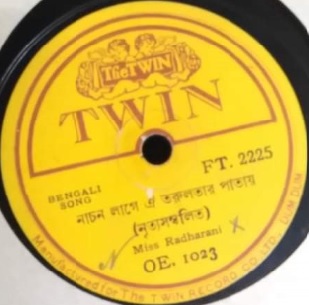 The TWIN
TWIN
FT. 2225
BENGALI
SONG
নাচন লাগে ঐ তরুলতার পাতায়
(নৃত্যসম্বলিত)
Miss Radharani X
OE. 1023
Manufactured for The TWIN RECORD CO. LTD., DUM DUM